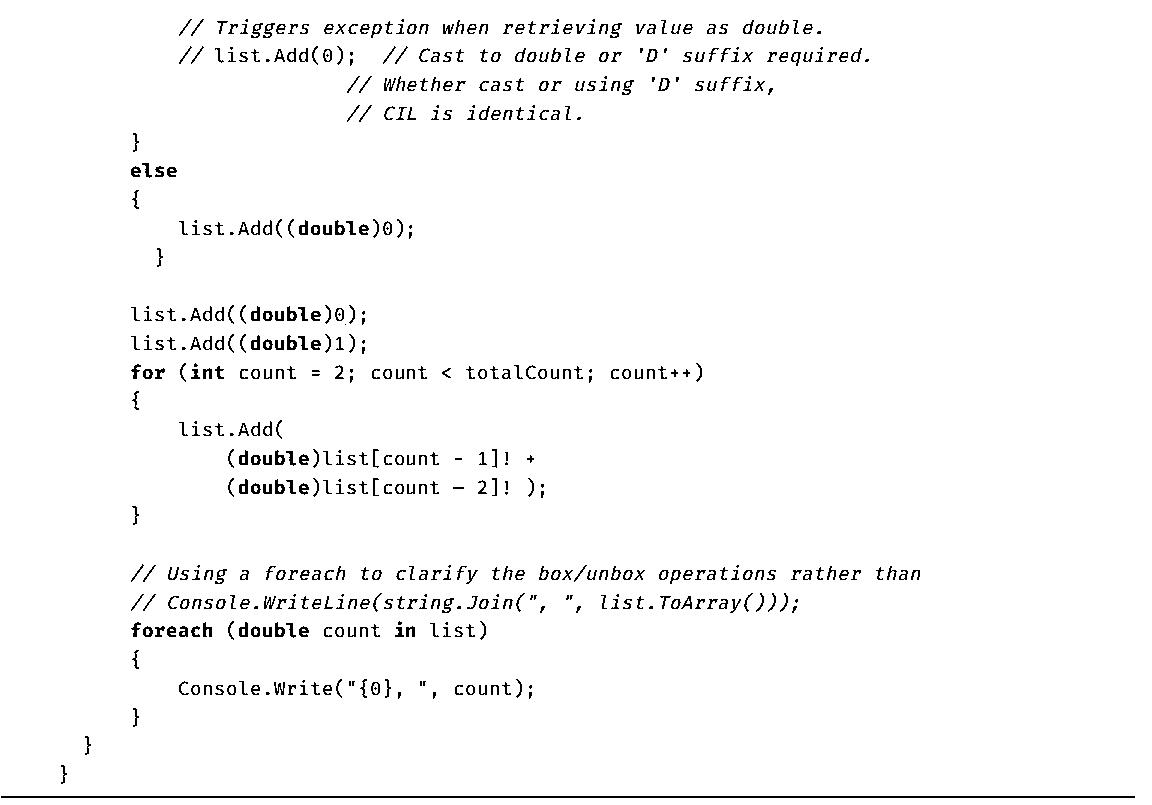 // Triggers exception when retrieving value as double.
// list.Add(0);  // Cast to double or 'D' suffix required.
// Whether cast or using 'D' suffix,
// CIL is identical.
}
else
{
list.Add((double)0);
}
list.Add((double)0);
list.Add((double)1);
for (int count = 2; count < totalCount; count++)
{
list.Add(
(double)list[count - 1]! +
(double)list[count – 2]! );
}
// Using a foreach to clarify the box/unbox operations rather than
// Console.WriteLine(string.Join(", ", list.ToArray()));
foreach (double count in list)
{
Console.Write("{0}, ", count);
}
}
}